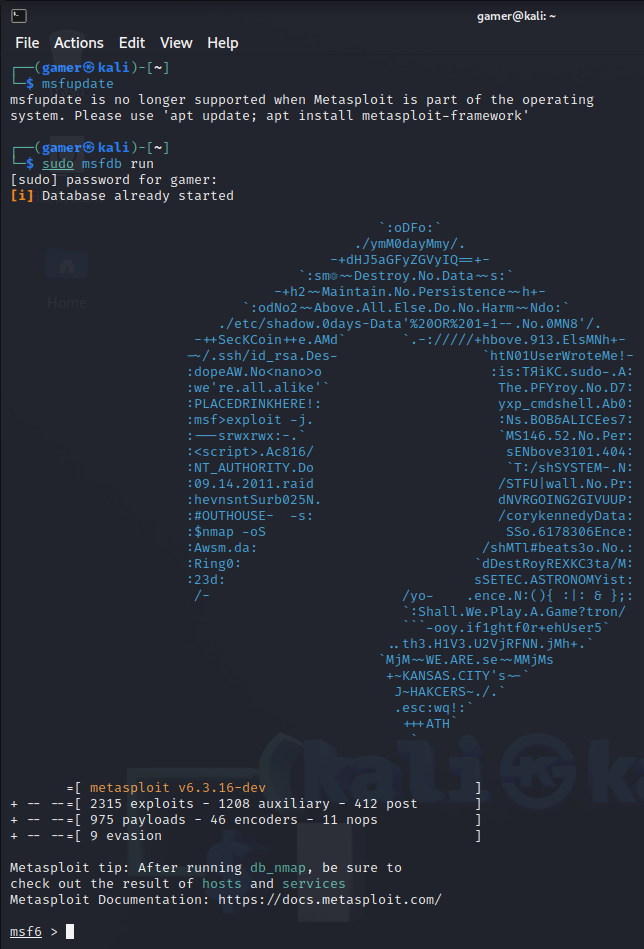 gamer@kali: ~
File Actions Edit View Help
┌──(gamer㉿kali)-[~]
└─$ msfupdate
msfupdate is no longer supported when Metasploit is part of the operating
system. Please use 'apt update; apt install metasploit-framework'
┌──(gamer㉿kali)-[~]
└─$ sudo msfdb run
[sudo] password for gamer:
[i] Database already started
`:oDFo:`
./ymM0dayMmy/.
-+dHJ5aGFyZGVyIQ==+-
`:sm⏣~~Destroy.No.Data~~s:`
-+h2~~Maintain.No.Persistence~~h+-
`:odNo2~~Above.All.Else.Do.No.Harm~~Ndo:`
./etc/shadow.0days-Data'%20OR%201=1--.No.0MN8'/.
-++SecKCoin++e.AMd` `.-://///+hbove.913.ElsMNh+-
-~/.ssh/id_rsa.Des- `htN01UserWroteMe!-
:dopeAW.No<nano>o :is:TЯiKC.sudo-.A:
:we're.all.alike'` The.PFYroy.No.D7:
:PLACEDRINKHERE!: yxp_cmdshell.Ab0:
:msf>exploit -j. :Ns.BOB&ALICEes7:
:---srwxrwx:-.` `MS146.52.No.Per:
:<script>.Ac816/ sENbove3101.404:
:NT_AUTHORITY.Do `T:/shSYSTEM-.N:
:09.14.2011.raid /STFU|wall.No.Pr:
:hevnsntSurb025N. dNVRGOING2GIVUUP:
:#OUTHOUSE- -s: /corykennedyData:
:$nmap -oS SSo.6178306Ence:
:Awsm.da: /shMTl#beats3o.No.:
:Ring0: `dDestRoyREXKC3ta/M:
:23d: sSETEC.ASTRONOMYist:
/- /yo- .ence.N:(){ :|: & };:
`:Shall.We.Play.A.Game?tron/
```-ooy.if1ghtf0r+ehUser5`
..th3.H1V3.U2VjRFNN.jMh+.`
`MjM~~WE.ARE.se~~MMjMs
+~KANSAS.CITY's~-`
J~HAKCERS~./.`
.esc:wq!:`
+++ATH`
`
=[ metasploit v6.3.16-dev ]
+ -- --=[ 2315 exploits - 1208 auxiliary - 412 post ]
+ -- --=[ 975 payloads - 46 encoders - 11 nops ]
+ -- --=[ 9 evasion ]
Metasploit tip: After running db_nmap, be sure to
check out the result of hosts and services
Metasploit Documentation: https://docs.metasploit.com/
msf6 >
Home
kali